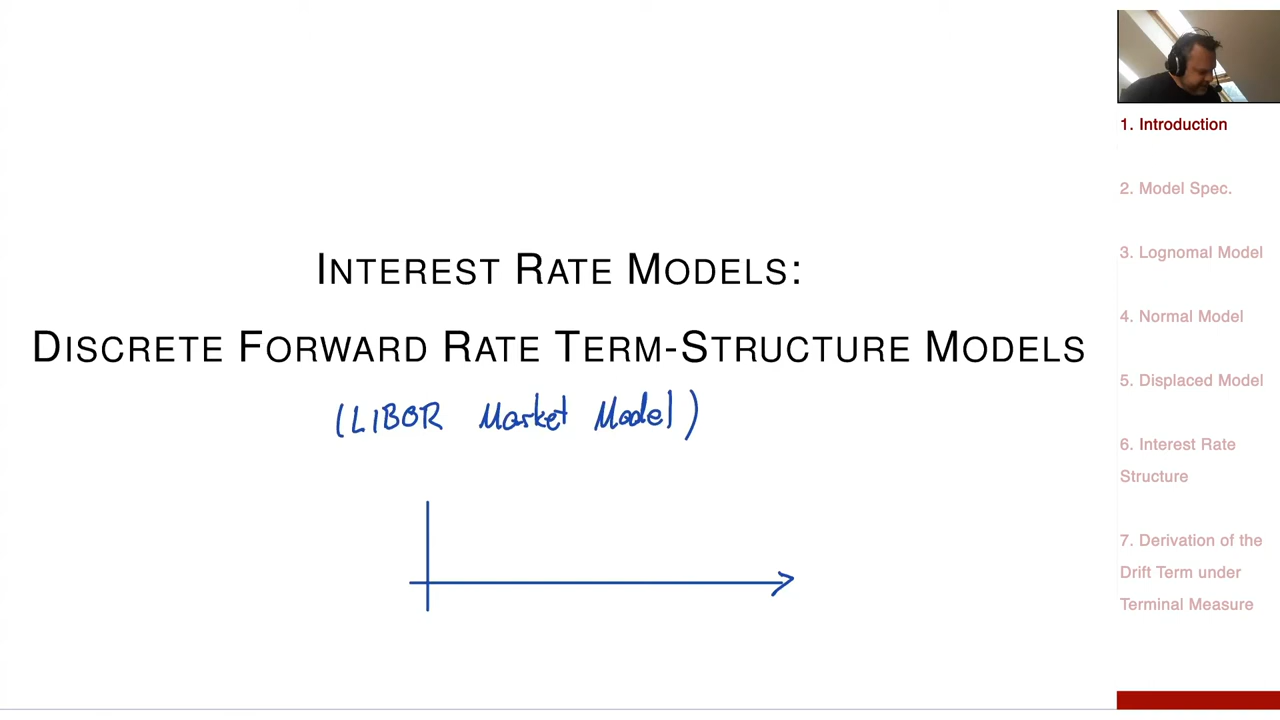 INTEREST RATE MODELS:
DISCRETE FORWARD RATE TERM-STRUCTURE MODELS
(LIBOR Market Model)
1. Introduction
2. Model Spec.
3. Lognomal Model
4. Normal Model
5. Displaced Model
6. Interest Rate
Structure
7. Derivation of the
Drift Term under
Terminal Measure